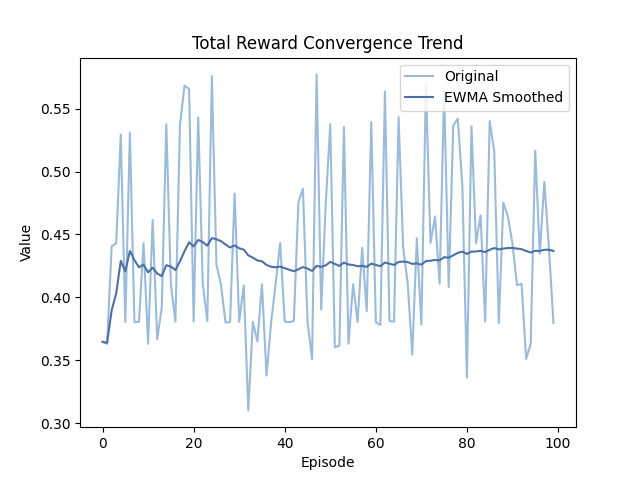 Total Reward Convergence Trend
Original
EWMA Smoothed
Value
0.55
0.50
0.45
0.40
0.35
0.30
0
20
40
60
80
100
Episode